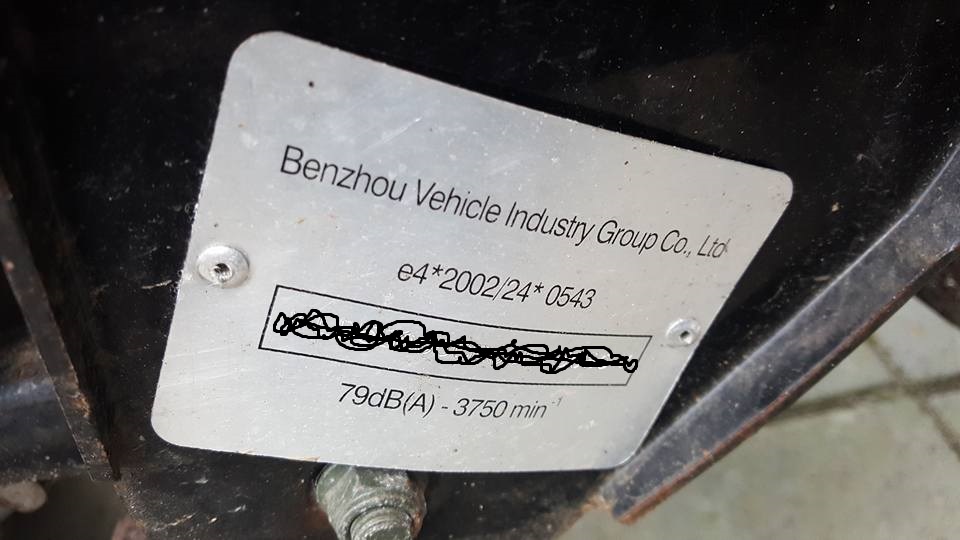 Benzhou Vehicle Industry Group Co., Ltd
e4*2002/24*0543
79dB(A) - 3750 min⁻¹